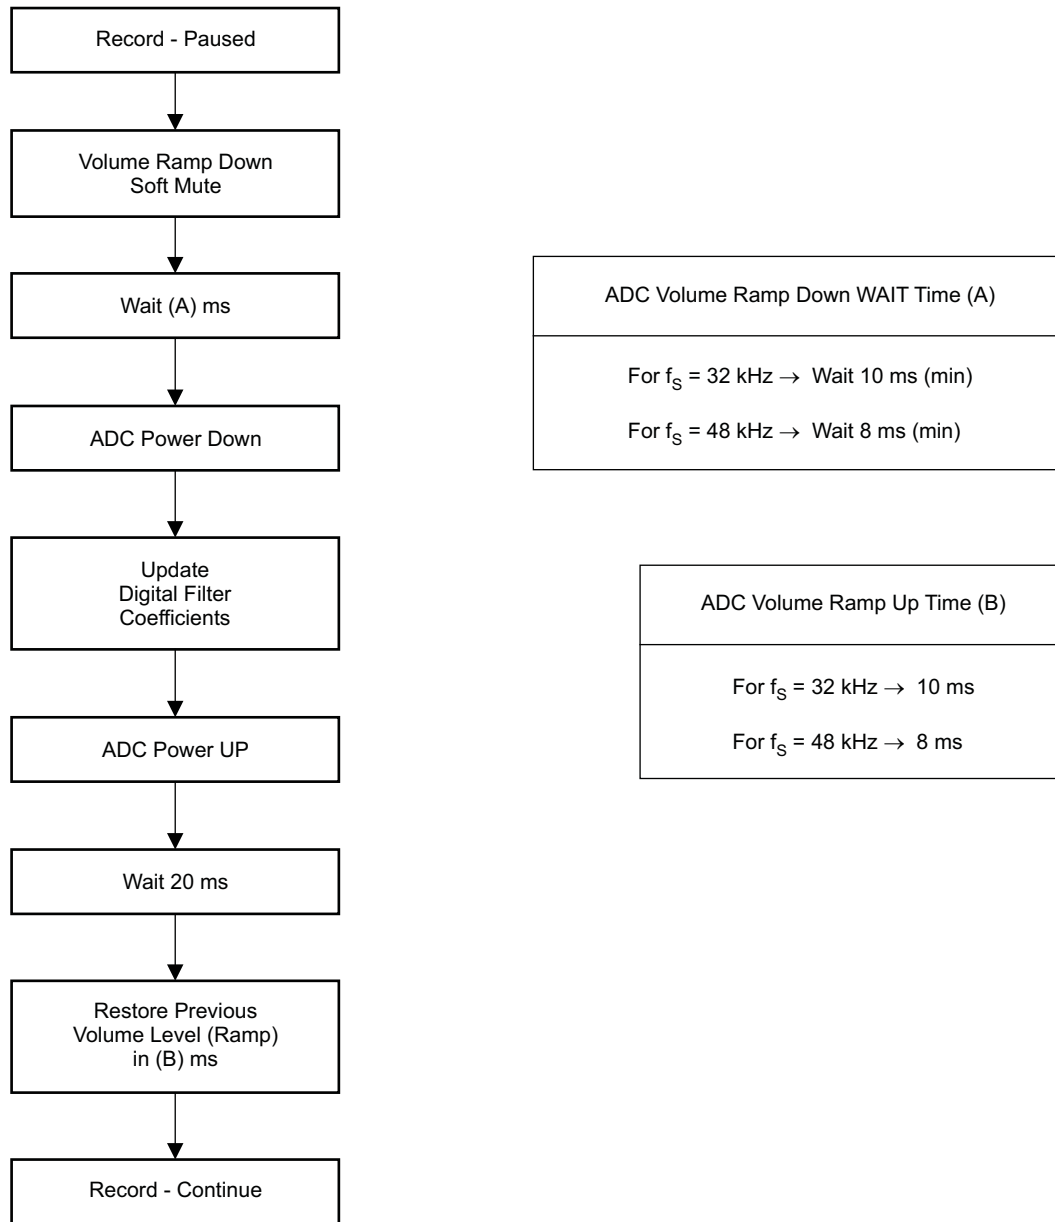 Record - Paused
Volume Ramp Down
Soft Mute
Wait (A) ms
ADC Power Down
Update
Digital Filter
Coefficients
ADC Power UP
Wait 20 ms
Restore Previous
Volume Level (Ramp)
in (B) ms
Record - Continue
ADC Volume Ramp Down WAIT Time (A)
For fS = 32 kHz → Wait 10 ms (min)
For fS = 48 kHz → Wait 8 ms (min)
ADC Volume Ramp Up Time (B)
For fS = 32 kHz → 10 ms
For fS = 48 kHz → 8 ms